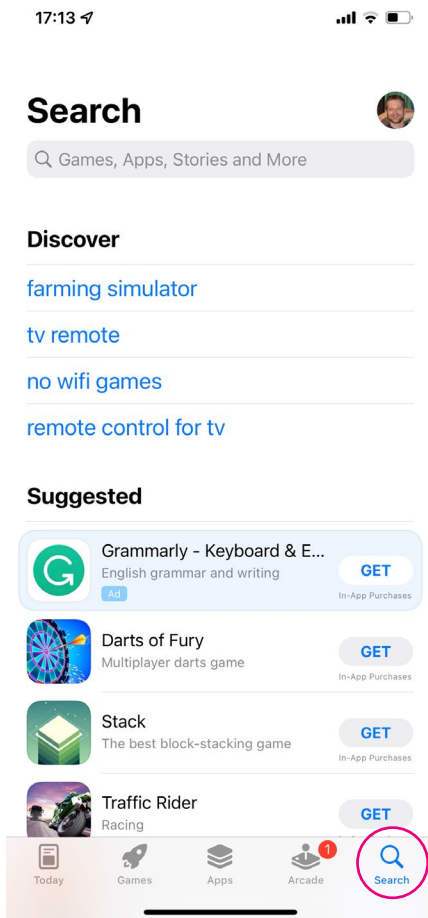 17:13
Search
Games, Apps, Stories and More
Discover
farming simulator
tv remote
no wifi games
remote control for tv
Suggested
Grammarly - Keyboard & E...
English grammar and writing
Ad
GET
In-App Purchases
Darts of Fury
Multiplayer darts game
GET
In-App Purchases
Stack
The best block-stacking game
GET
In-App Purchases
Traffic Rider
Racing
GET
1
Today
Games
Apps
Arcade
Search